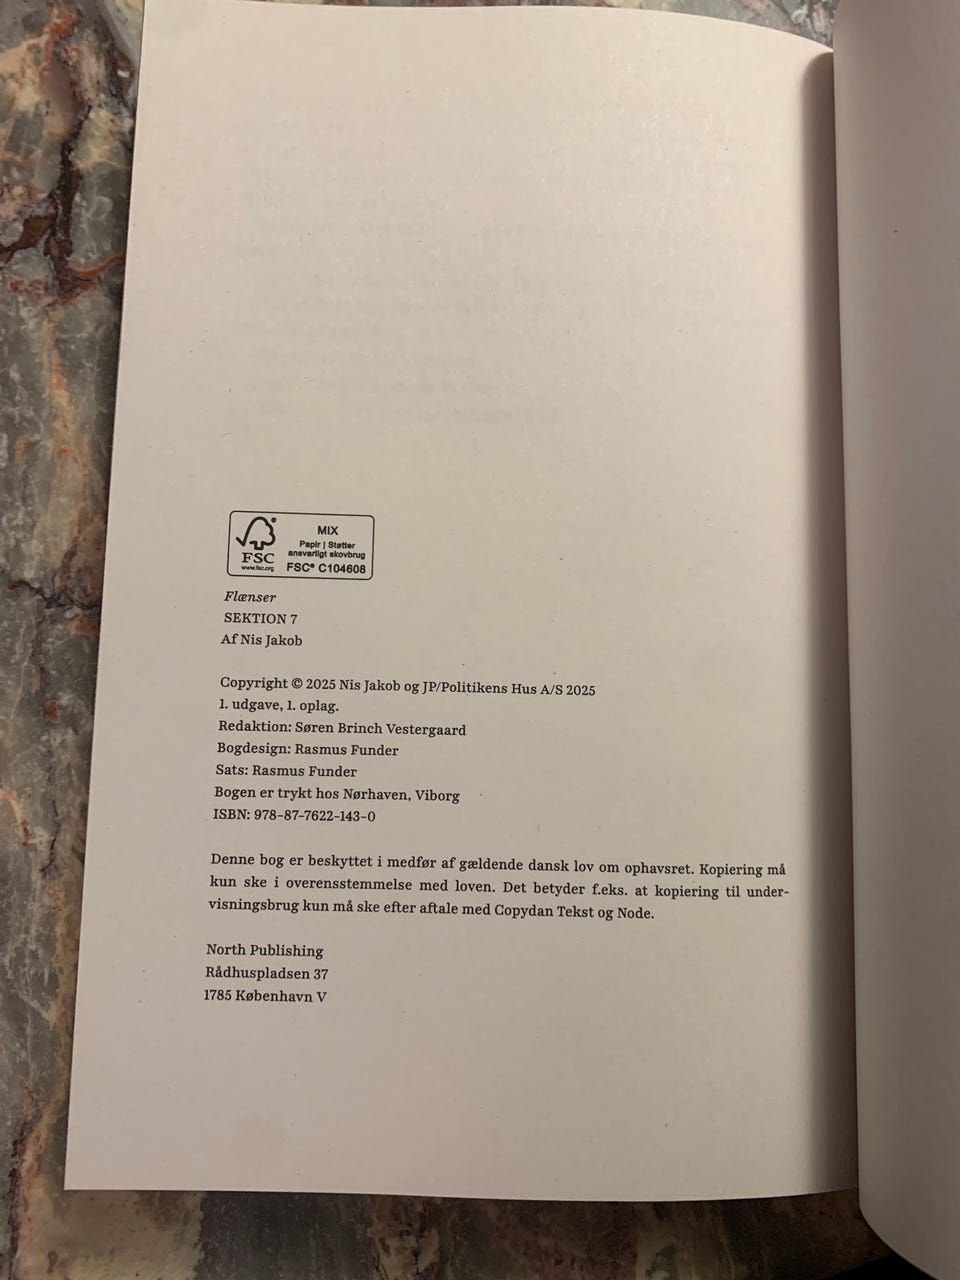 MIX
Papir | Støtter
ansvarligt skovbrug
FSC® C104608
FSC
www.fsc.org
Flænser
SEKTION 7
Af Nis Jakob
Copyright © 2025 Nis Jakob og JP/Politikens Hus A/S 2025
1. udgave, 1. oplag.
Redaktion: Søren Brinch Vestergaard
Bogdesign: Rasmus Funder
Sats: Rasmus Funder
Bogen er trykt hos Nørhaven, Viborg
ISBN: 978-87-7622-143-0
Denne bog er beskyttet i medfør af gældende dansk lov om ophavsret. Kopiering må
kun ske i overensstemmelse med loven. Det betyder f.eks. at kopiering til under-
visningsbrug kun må ske efter aftale med Copydan Tekst og Node.
North Publishing
Rådhuspladsen 37
1785 København V